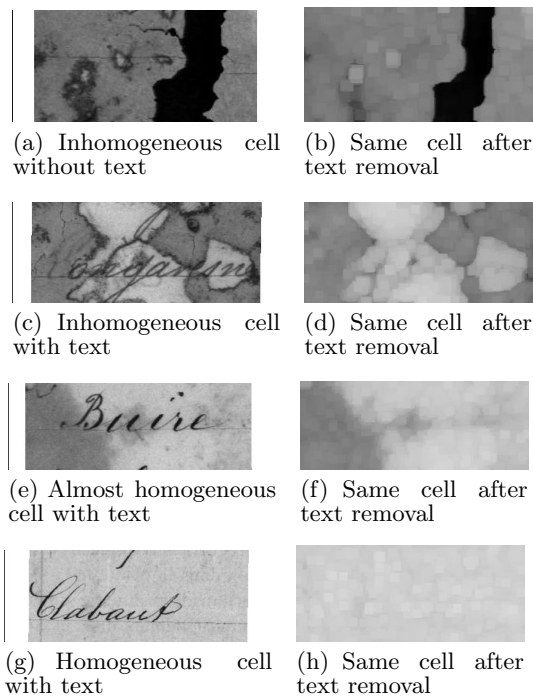 (a) Inhomogeneous cell
without text
(b) Same cell after
text removal
(c) Inhomogeneous cell
with text
(d) Same cell after
text removal
Buire
(e) Almost homogeneous
cell with text
(f) Same cell after
text removal
Clabaut
(g) Homogeneous cell
with text
(h) Same cell after
text removal